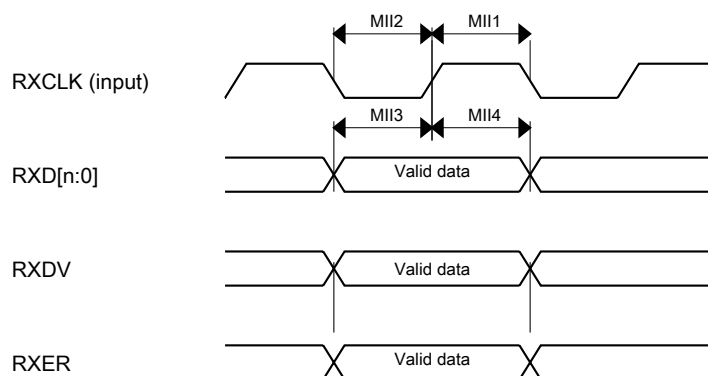 MII2 MII1
RXCLK (input)
MII3 MII4
RXD[n:0] Valid data
RXDV Valid data
RXER Valid data